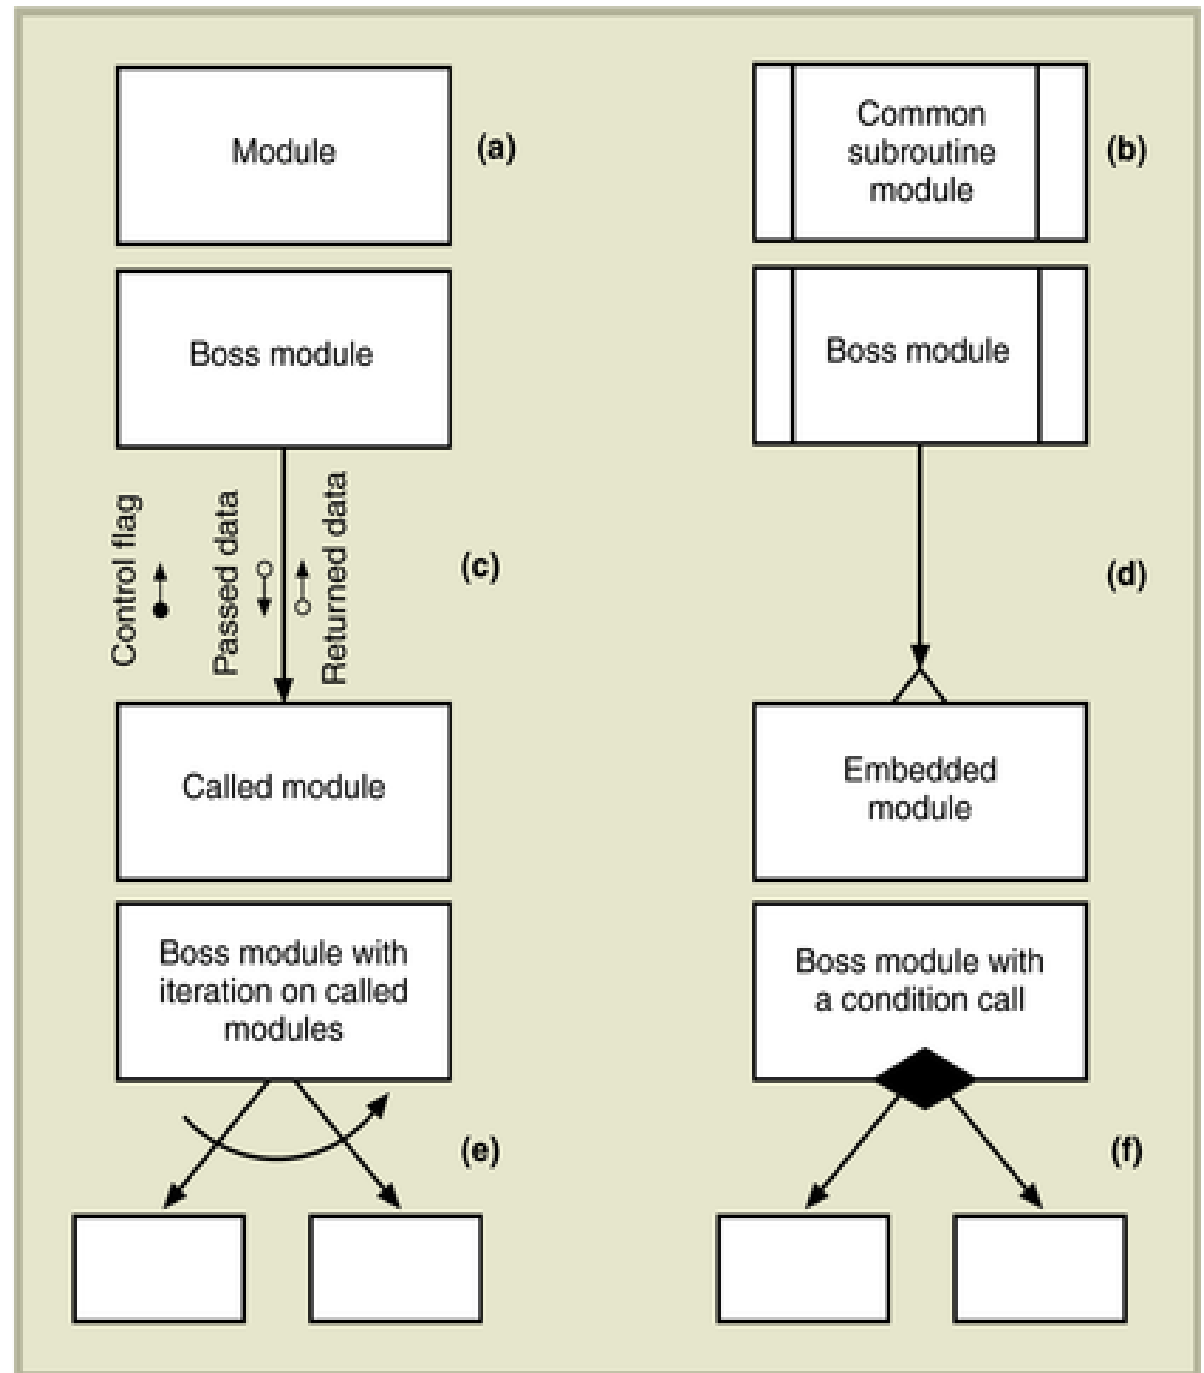 Module
(a)
Common
subroutine
module
(b)
Boss module
Boss module
Control flag
Passed data
Returned data
(c)
(d)
Called module
Embedded
module
Boss module with
iteration on called
modules
Boss module with
a condition call
(e)
(f)